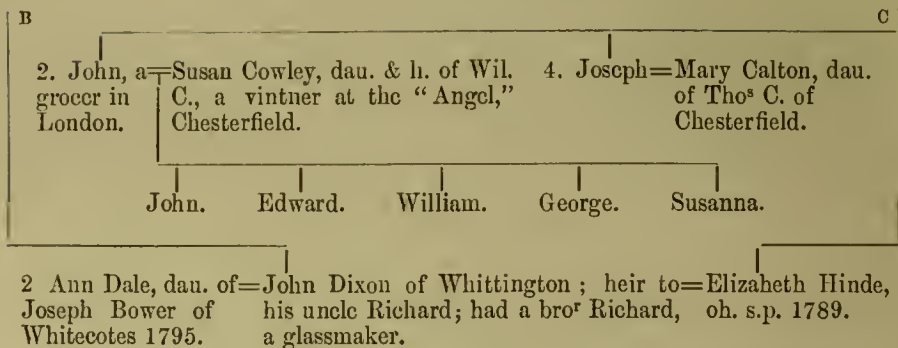 B C
2. John, a=Susan Cowley, dau. & h. of Wil. 4. Joseph=Mary Calton, dau.
grocer in C., a vintner at the "Angel," of Thoˢ C. of
London. Chesterfield. Chesterfield.
John. Edward. William. George. Susanna.
2 Ann Dale, dau. of=John Dixon of Whittington ; heir to=Elizabeth Hinde,
Joseph Bower of his uncle Richard; had a broʳ Richard, oh. s.p. 1789.
Whitecotes 1795. a glassmaker.